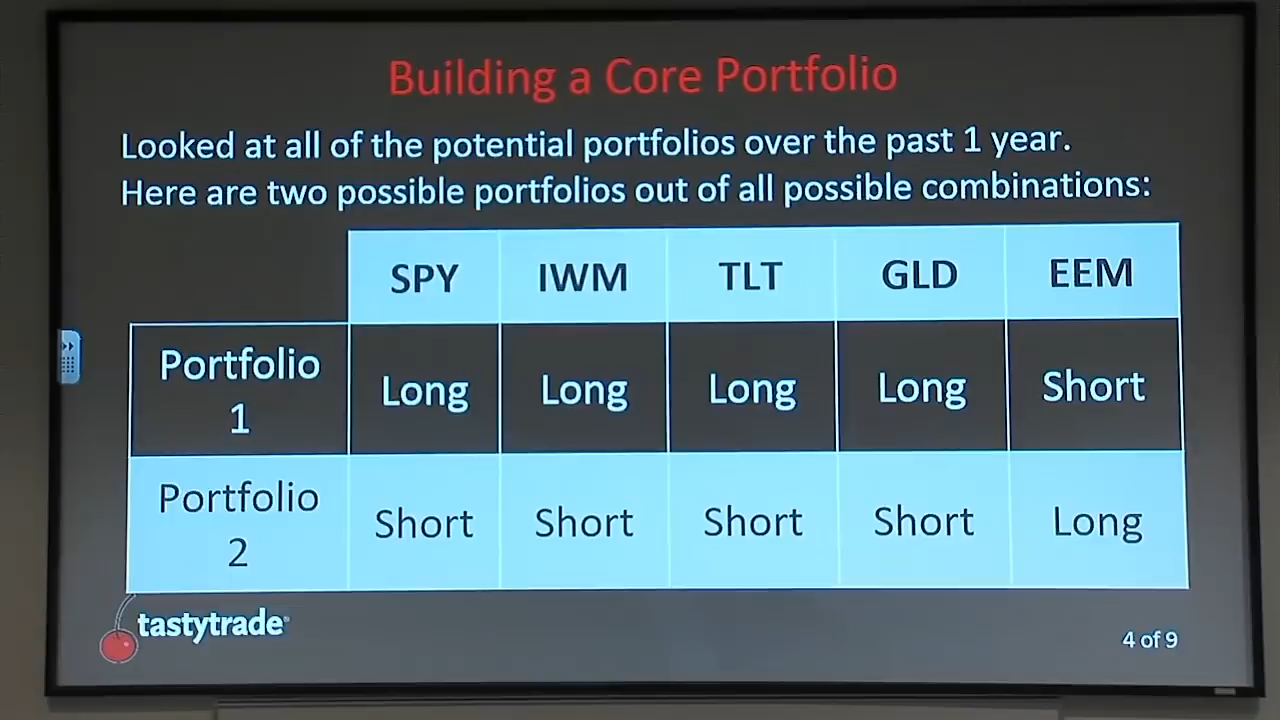 Building a Core Portfolio
Looked at all of the potential portfolios over the past 1 year.
Here are two possible portfolios out of all possible combinations:
SPY IWM TLT GLD EEM
Portfolio 1 Long Long Long Long Short
Portfolio 2 Short Short Short Short Long
tastytrade
4 of 9